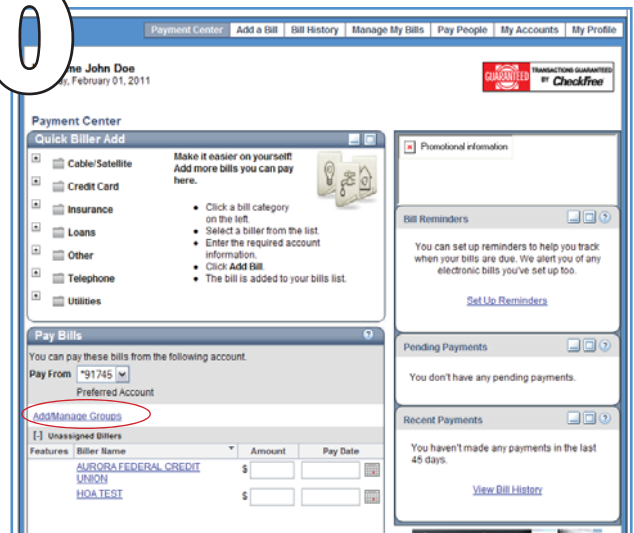 0
Payment Center Add a Bill Bill History Manage My Bills Pay People My Accounts My Profile
ne John Doe
February 01, 2011
GUARANTEED TRANSACTIONS GUARANTEED
BY CheckFree
Payment Center
Quick Biller Add
Cable/Satellite
Credit Card
Insurance
Loans
Other
Telephone
Utilities
Make it easier on yourself!
Add more bills you can pay
here.
• Click a bill category
on the left.
• Select a biller from the list.
• Enter the required account
information.
• Click Add Bill.
• The bill is added to your bills list.
Promotional information
Bill Reminders
You can set up reminders to help you track
when your bills are due. We alert you of any
electronic bills you've set up
too.
Set Up Reminders
Pay Bills
You can pay these bills from the following account.
Pay From *91745
Preferred Account
Add/Manage Groups
[-] Unassigned Billers
Features Biller Name Amount Pay Date
AURORA FEDERAL CREDIT
UNION
$
HOA TEST $
Pending Payments
You don't have any pending payments.
Recent Payments
You haven't made any payments in the last
45 days.
View Bill History